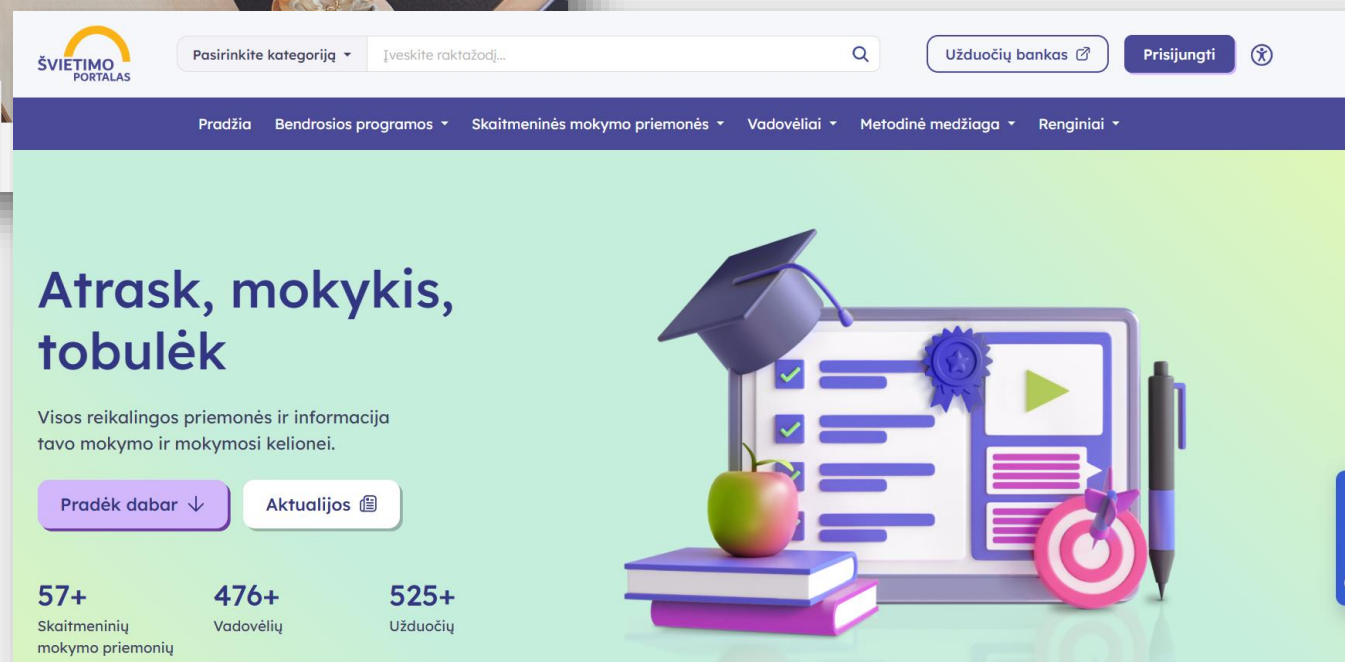 ŠVIETIMO
PORTALAS
Pasirinkite kategoriją
Įveskite raktažodį...
Užduočių bankas
Prisijungti
Pradžia Bendrosios programos Skaitmeninės mokymo priemonės Vadovėliai Metodinė medžiaga Renginiai
Atrask, mokykis,
tobulėk
Visos reikalingos priemonės ir informacija
tavo mokymo ir mokymosi kelionei.
Pradėk dabar
Aktualijos
57+
Skaitmeninių
mokymo priemonių
476+
Vadovėlių
525+
Užduočių